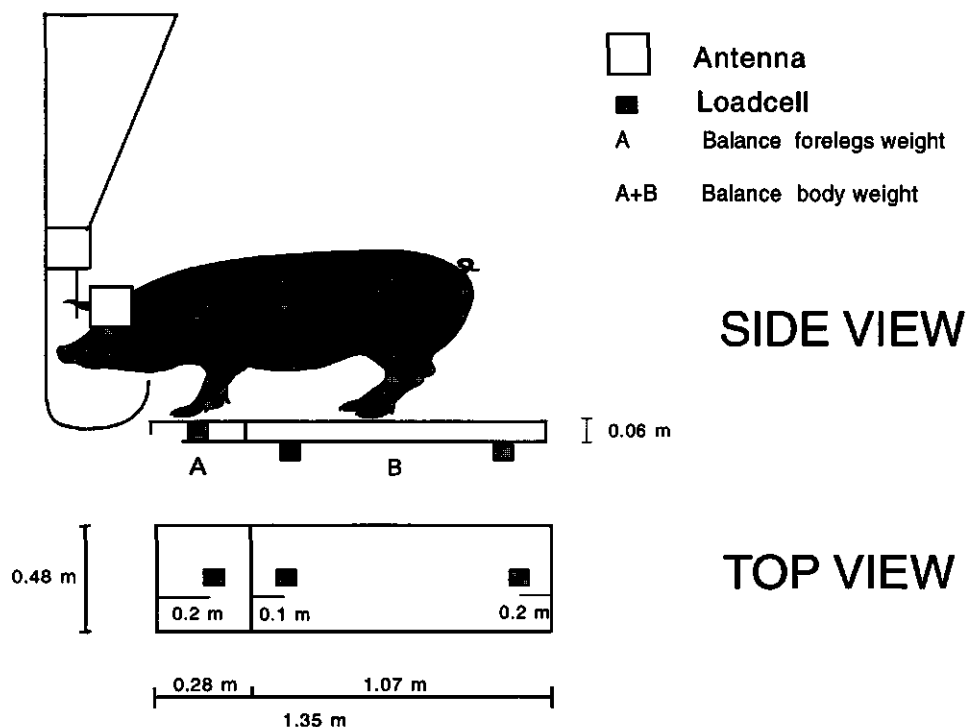 Antenna
Loadcell
A Balance forelegs weight
A+B Balance body weight
SIDE VIEW
0.06 m
A B
TOP VIEW
0.48 m
0.2 m 0.1 m 0.2 m
0.28 m 1.07 m
1.35 m